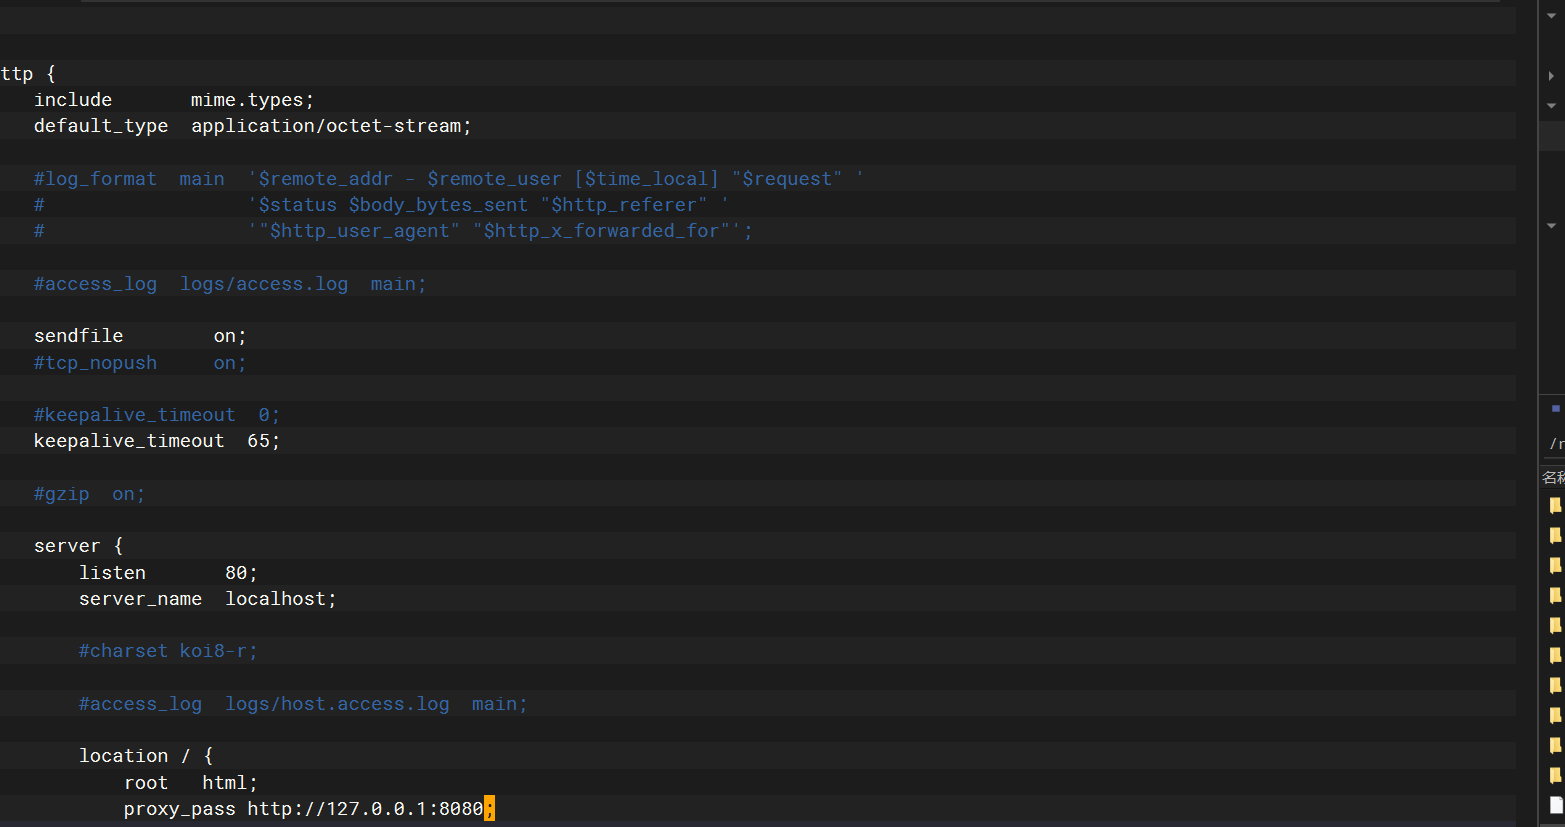 ttp {
include       mime.types;
default_type  application/octet-stream;
#log_format  main  '$remote_addr - $remote_user [$time_local] "$request" '
#                  '$status $body_bytes_sent "$http_referer" '
#                  '"$http_user_agent" "$http_x_forwarded_for"';
#access_log  logs/access.log  main;
sendfile        on;
#tcp_nopush     on;
#keepalive_timeout  0;
keepalive_timeout  65;
#gzip  on;
server {
listen       80;
server_name  localhost;
#charset koi8-r;
#access_log  logs/host.access.log  main;
location / {
root   html;
proxy_pass http://127.0.0.1:8080;
/r
名称